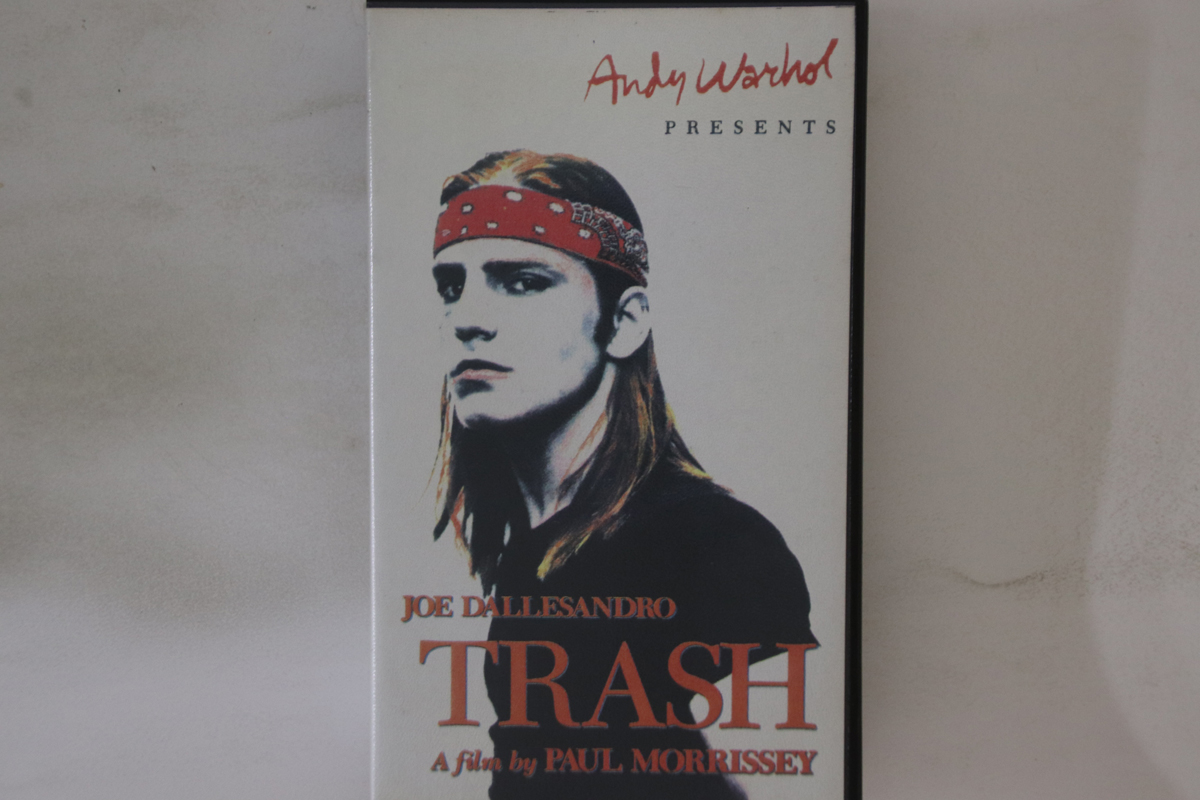 Andy Warhol
PRESENTS
JOE DALLESANDRO
TRASH
A film by PAUL MORRISSEY